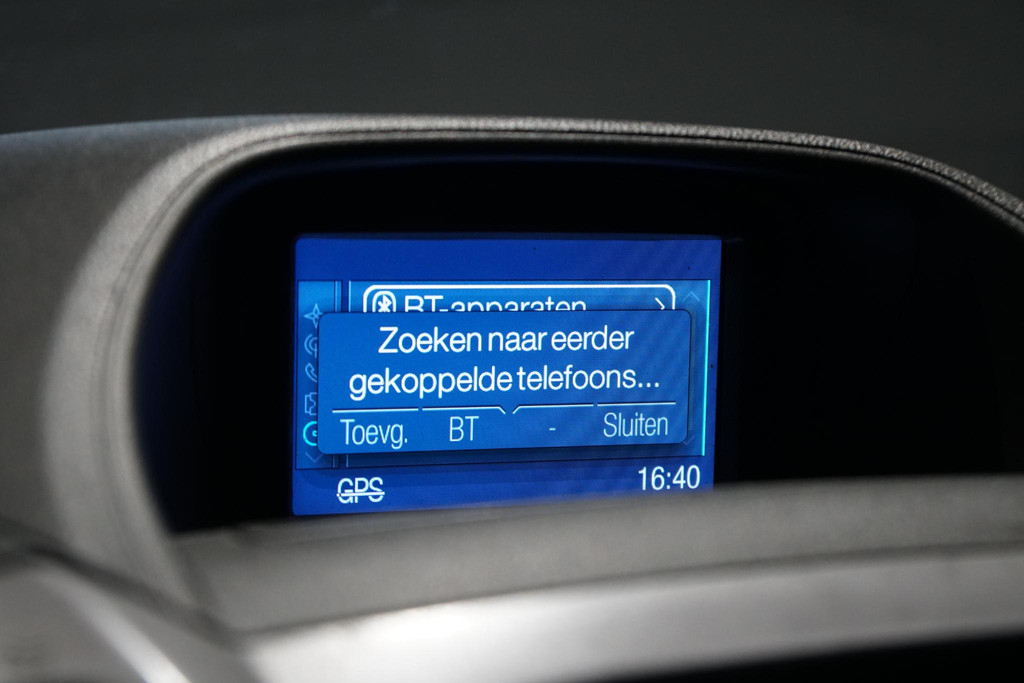 BT-apparaten
Zoeken naar eerder
gekoppelde telefoons...
Toevg. BT - Sluiten
GPS 16:40